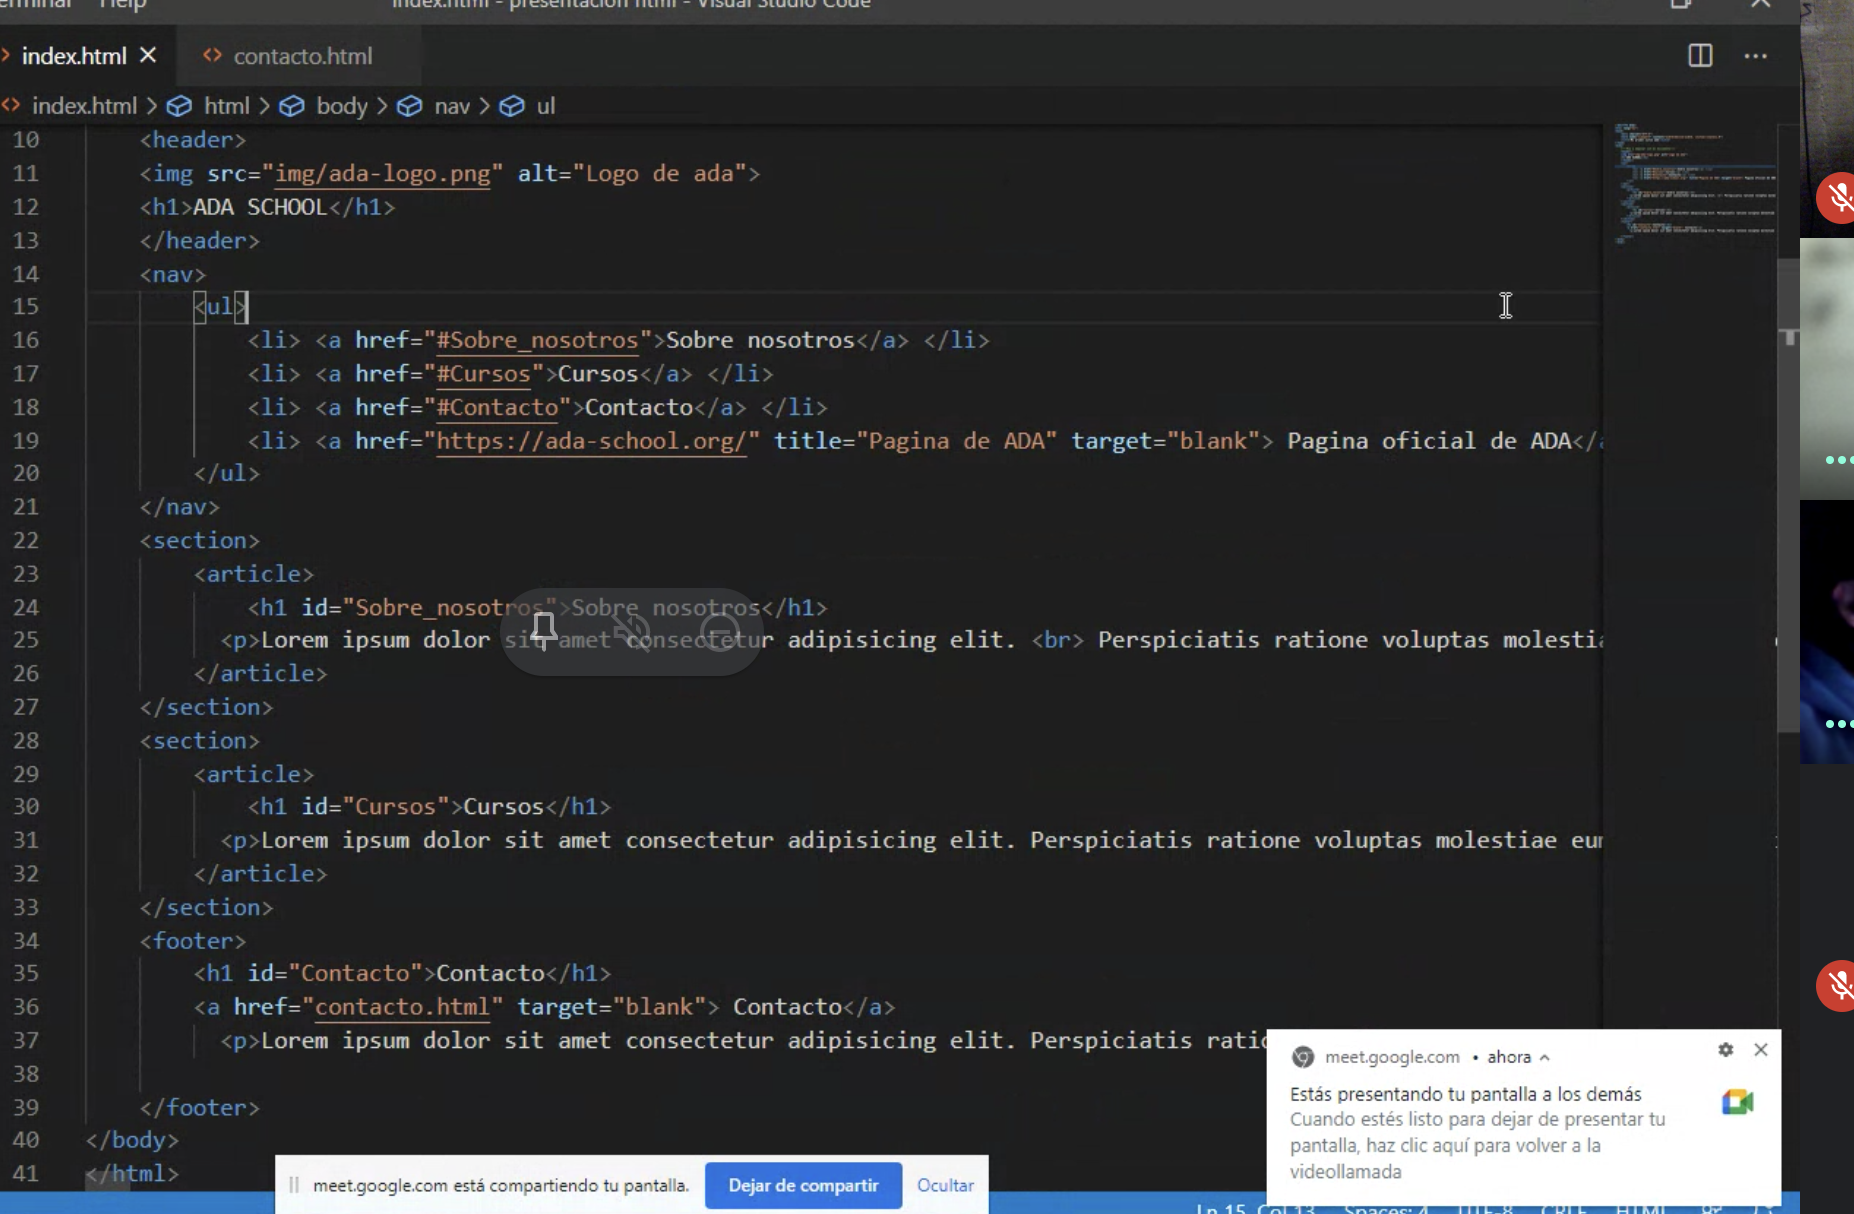 Help
index.html - presentacion html - Visual Studio Code
index.html
contacto.html
index.html > html > body > nav > ul
10 <header>
11 <img src="img/ada-logo.png" alt="Logo de ada">
12 <h1>ADA SCHOOL</h1>
13 </header>
14 <nav>
15 <ul>
16 <li> <a href="#Sobre_nosotros">Sobre nosotros</a> </li>
17 <li> <a href="#Cursos">Cursos</a> </li>
18 <li> <a href="#Contacto">Contacto</a> </li>
19 <li> <a href="https://ada-school.org/" title="Pagina de ADA" target="blank"> Pagina oficial de ADA</a
20 </ul>
21 </nav>
22 <section>
23 <article>
24 <h1 id="Sobre_nosotros">Sobre nosotros</h1>
25 <p>Lorem ipsum dolor sit amet consectetur adipisicing elit. <br> Perspiciatis ratione voluptas molestia
26 </article>
27 </section>
28 <section>
29 <article>
30 <h1 id="Cursos">Cursos</h1>
31 <p>Lorem ipsum dolor sit amet consectetur adipisicing elit. Perspiciatis ratione voluptas molestiae eum
32 </article>
33 </section>
34 <footer>
35 <h1 id="Contacto">Contacto</h1>
36 <a href="contacto.html" target="blank"> Contacto</a>
37 <p>Lorem ipsum dolor sit amet consectetur adipisicing elit. Perspiciatis ratio
38
39 </footer>
40 </body>
41 </html>
meet.google.com • ahora
Estás presentando tu pantalla a los demás
Cuando estés listo para dejar de presentar tu
pantalla, haz clic aquí para volver a la
videollamada
meet.google.com está compartiendo tu pantalla. Dejar de compartir Ocultar
Ln 15, Col 13 Spaces: 4 UTF-8 CRLF HTML